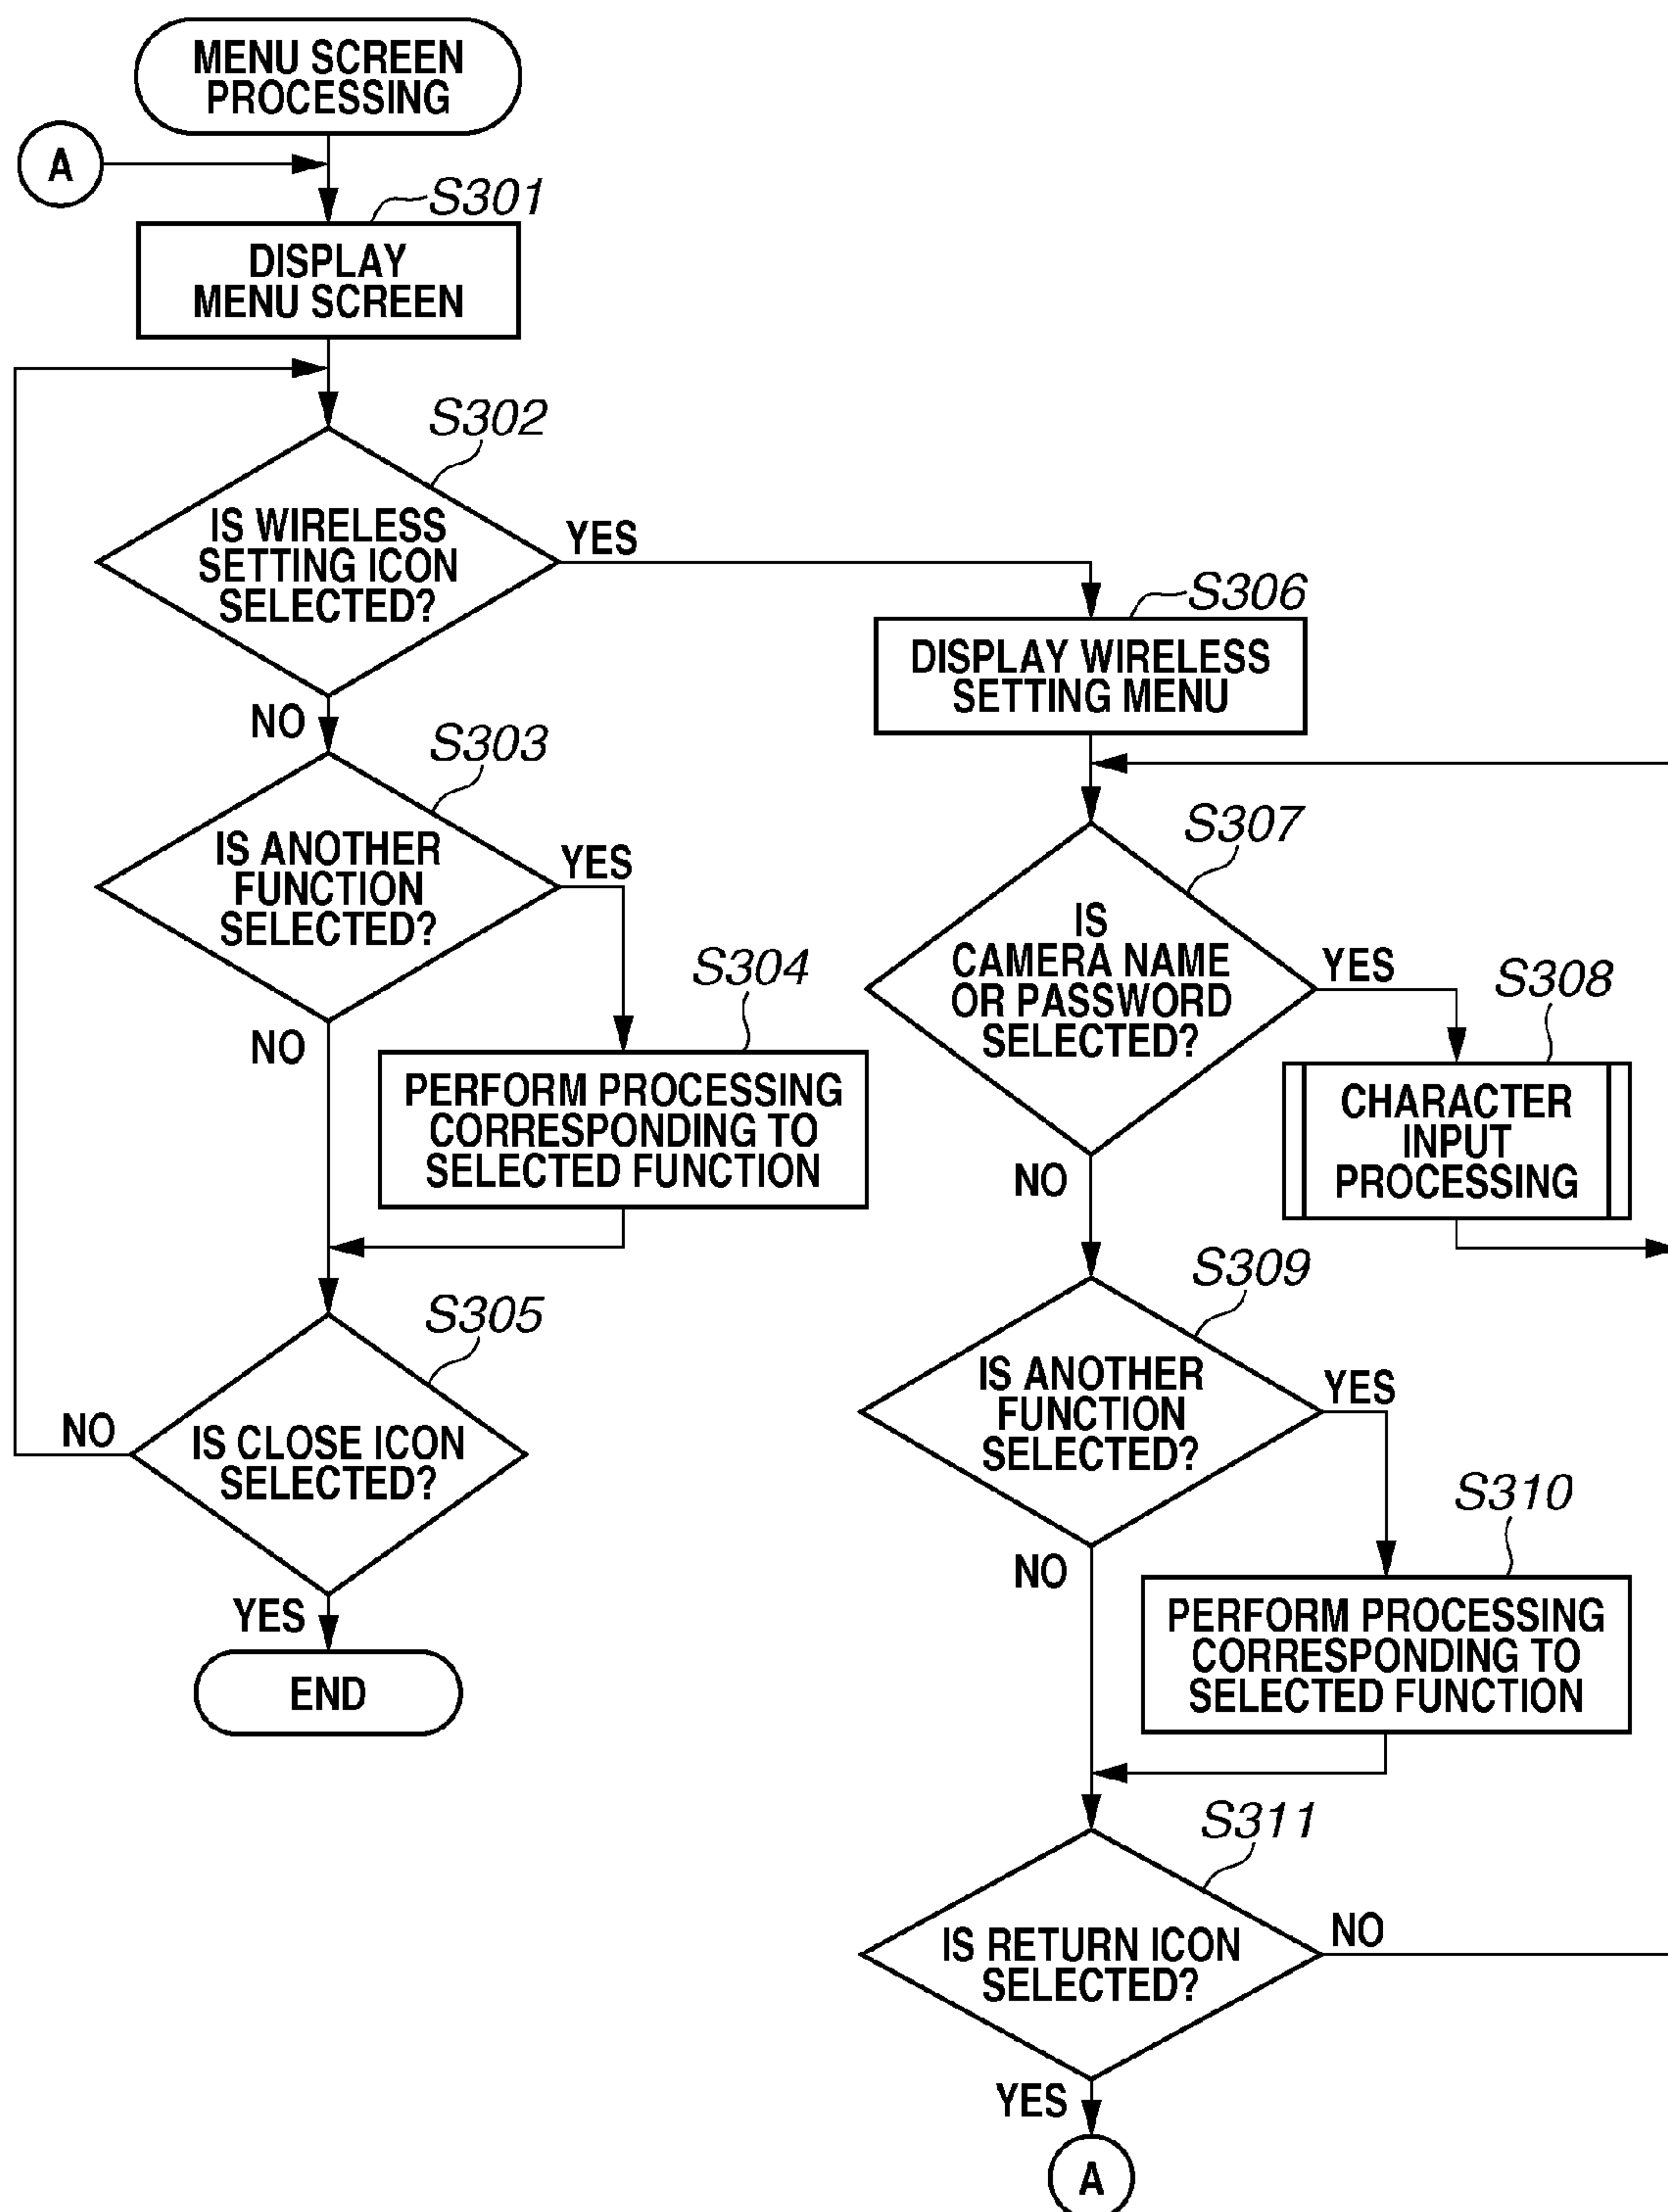 MENU SCREEN
PROCESSING
A
S301
DISPLAY
MENU SCREEN
S302
IS WIRELESS
SETTING ICON
SELECTED?
YES
NO
S303
IS ANOTHER
FUNCTION
SELECTED?
YES
NO
S304
PERFORM PROCESSING
CORRESPONDING TO
SELECTED FUNCTION
S305
IS CLOSE ICON
SELECTED?
NO
YES
END
S306
DISPLAY WIRELESS
SETTING MENU
S307
IS
CAMERA NAME
OR PASSWORD
SELECTED?
YES
NO
S308
CHARACTER
INPUT
PROCESSING
S309
IS ANOTHER
FUNCTION
SELECTED?
YES
NO
S310
PERFORM PROCESSING
CORRESPONDING TO
SELECTED FUNCTION
S311
IS RETURN ICON
SELECTED?
NO
YES
A